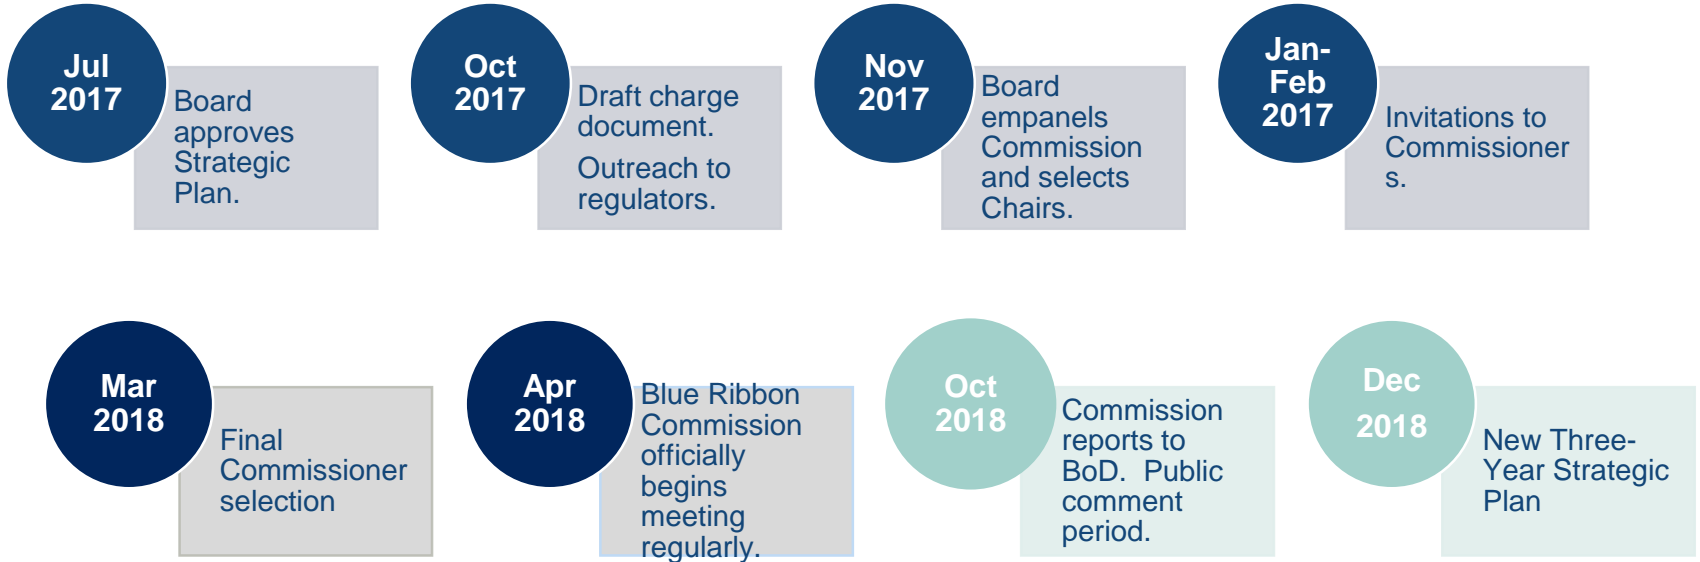 Jul
2017
Board
approves
Strategic
Plan.
Oct
2017
Draft charge
document.
Outreach to
regulators.
Nov
2017
Board
empanels
Commission
and selects
Chairs.
Jan-
Feb
2017
Invitations to
Commissioner
s.
Mar
2018
Final
Commissioner
selection
Apr
2018
Blue Ribbon
Commission
officially
begins
meeting
regularly.
Oct
2018
Commission
reports to
BoD.  Public
comment
period.
Dec
2018
New Three-
Year Strategic
Plan